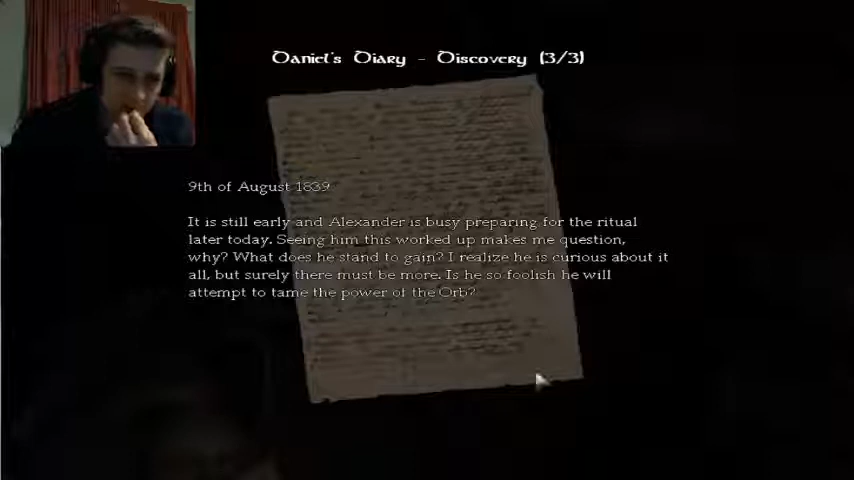 Daniel's Diary - Discovery (3/3)
9th of August 1839
It is still early and Alexander is busy preparing for the ritual
later today. Seeing him this worked up makes me question,
why? What does he stand to gain? I realize he is curious about it
all, but surely there must be more. Is he so foolish he will
attempt to tame the power of the Orb?